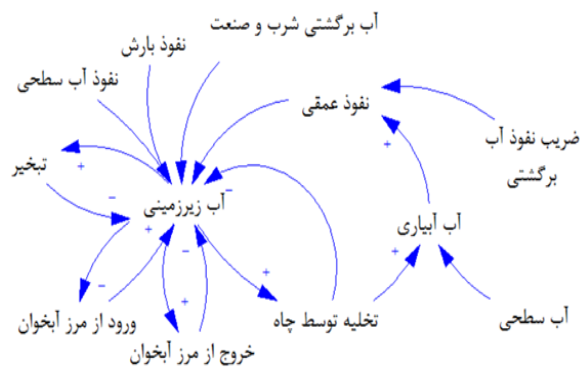 آب برگشتی شرب و صنعت
نفوذ بارش
نفوذ آب سطحی
نفوذ عمقی
ضریب نفوذ آب
برگشتی
تبخیر
+
+
-
-
آب زیرزمینی
+
آب آبیاری
-
+
+
-
+
ورود از مرز آبخوان
خروج از مرز آبخوان
تخلیه توسط چاه
آب سطحی